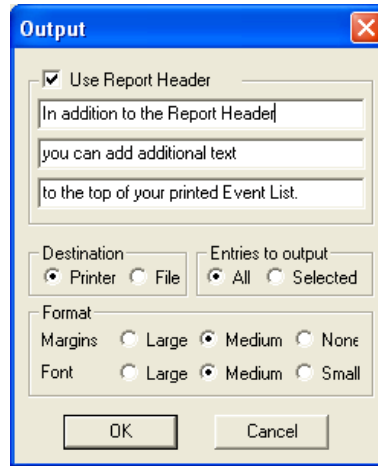 Output
Use Report Header
In addition to the Report Header
you can add additional text
to the top of your printed Event List.
Destination
Printer File
Entries to output
All Selected
Format
Margins Large Medium None
Font Large Medium Small
OK Cancel